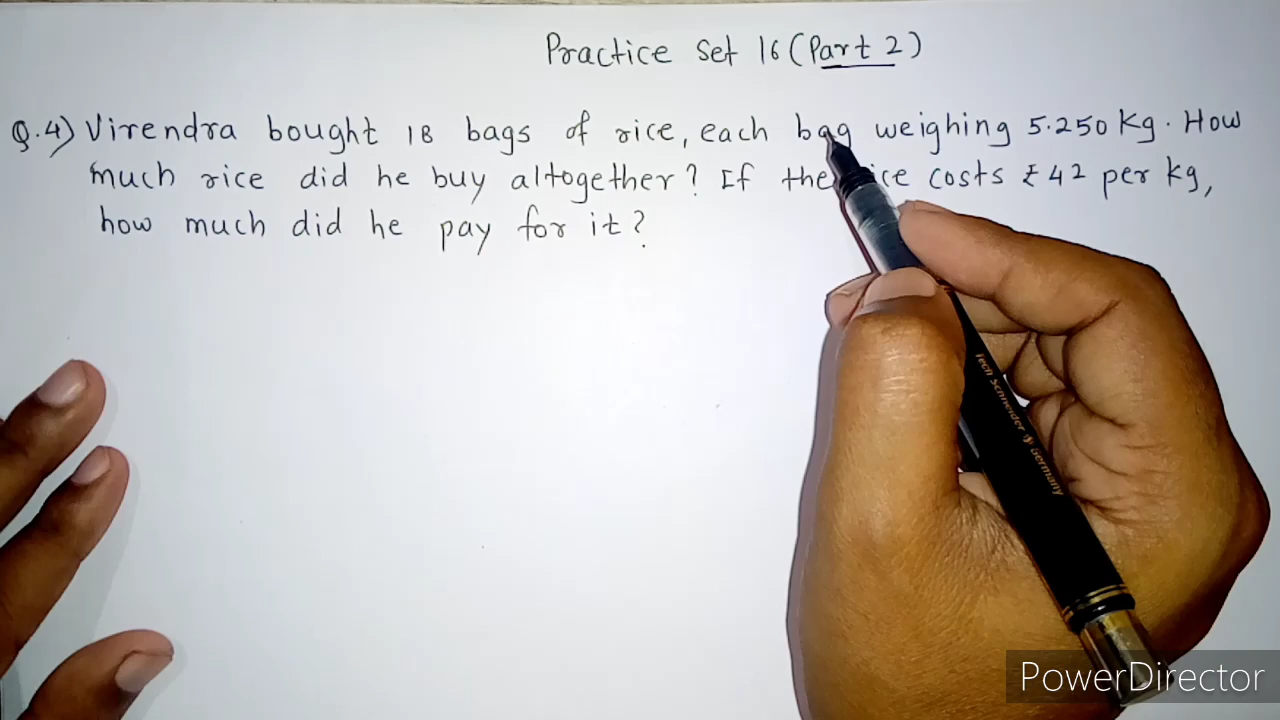 Practice Set 16 (Part 2)
Q.4) Virendra bought 18 bags of rice, each bag weighing 5.250 Kg. How
much rice did he buy altogether? If the rice costs ₹ 42 per kg,
how much did he pay for it?
Tech Schneider Germany
PowerDirector